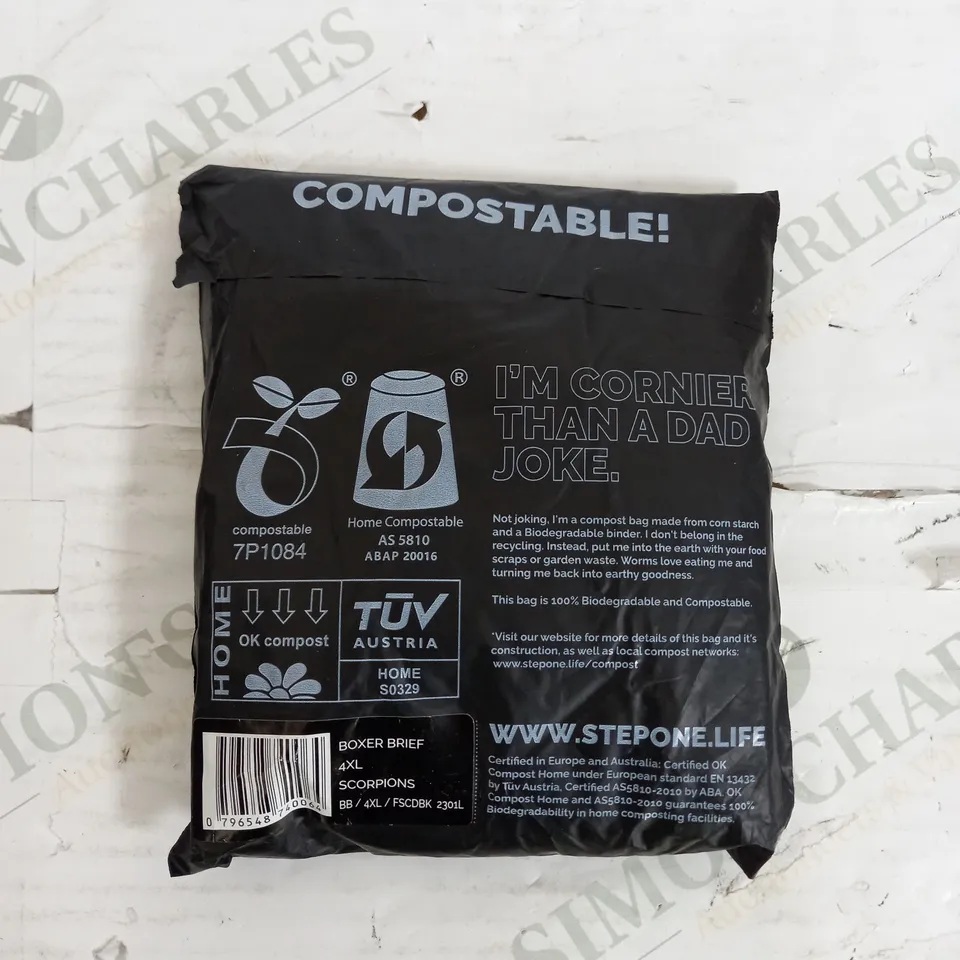 COMPOSTABLE!
® ®
compostable
7P1084
Home Compostable
AS 5810
ABAP 20016
I'M CORNIER
THAN A DAD
JOKE.
Not joking, I'm a compost bag made from corn starch
and a Biodegradable binder. I don't belong in the
recycling. Instead, put me into the earth with your food
scraps or garden waste. Worms love eating me and
turning me back into earthy goodness.
This bag is 100% Biodegradable and Compostable.
*Visit our website for more details of this bag and it's
construction, as well as local compost networks:
www.stepone.life/compost
HOME
OK compost
TÜV
AUSTRIA
HOME
S0329
WWW.STEPONE.LIFE
Certified in Europe and Australia: Certified OK
Compost Home under European standard EN 13432
by Tüv Austria. Certified AS5810-2010 by ABA. OK
Compost Home and AS5810-2010 guarantees 100%
Biodegradability in home composting facilities.
BOXER BRIEF
4XL
SCORPIONS
BB / 4XL / FSCDBK 2301L
0 796548 740064
SIMON CHARLES
Auctioneers
SIMON CHARLES
SIMON CHARLES